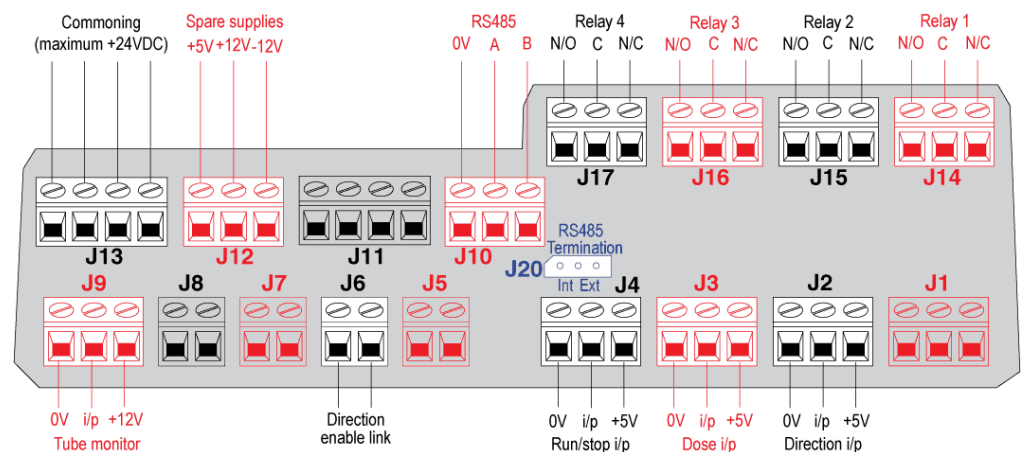 Commoning
(maximum +24VDC)
Spare supplies
+5V +12V -12V
RS485
0V A B
Relay 4
N/O C N/C
Relay 3
N/O C N/C
Relay 2
N/O C N/C
Relay 1
N/O C N/C
J17 J16 J15 J14
J13 J12 J11 J10
RS485
Termination
J20
Int Ext
J9 J8 J7 J6 J5 J4 J3 J2 J1
0V i/p +12V
Tube monitor
Direction
enable link
0V i/p +5V
Run/stop i/p
0V i/p +5V
Dose i/p
0V i/p +5V
Direction i/p